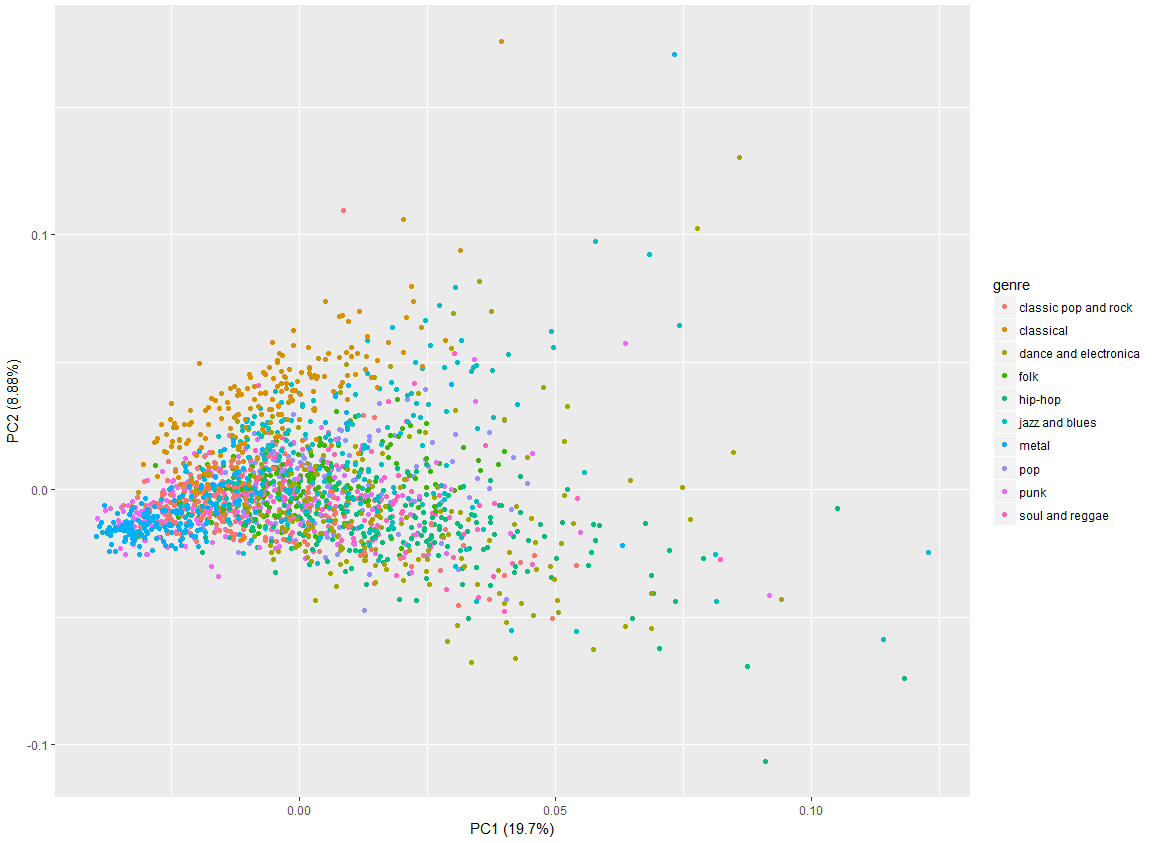 0.1
0.0
-0.1
PC2 (8.88%)
0.00
0.05
0.10
PC1 (19.7%)
genre
classic pop and rock
classical
dance and electronica
folk
hip-hop
jazz and blues
metal
pop
punk
soul and reggae